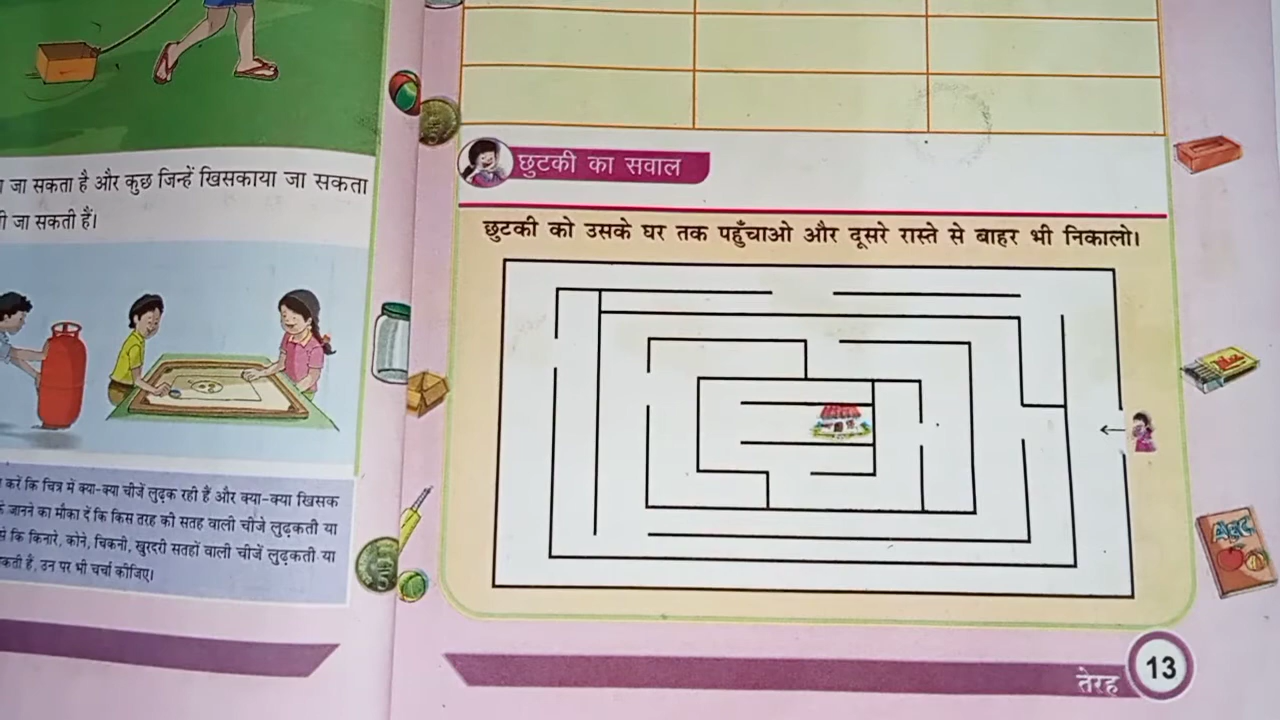 जा सकता है और कुछ जिन्हें खिसकाया जा सकता
जा सकती हैं।
करें कि चित्र में क्या-क्या चीजें लुढ़क रही हैं और क्या-क्या खिसक
जानने का मौका दें कि किस तरह की सतह वाली चीजें लुढ़कती या
कि किनारे, कोने, चिकनी, खुरदरी सतहों वाली चीजें लुढ़कती या
उन पर भी चर्चा कीजिए।
छुटकी का सवाल
छुटकी को उसके घर तक पहुँचाओ और दूसरे रास्ते से बाहर भी निकालो।
तेरह
13